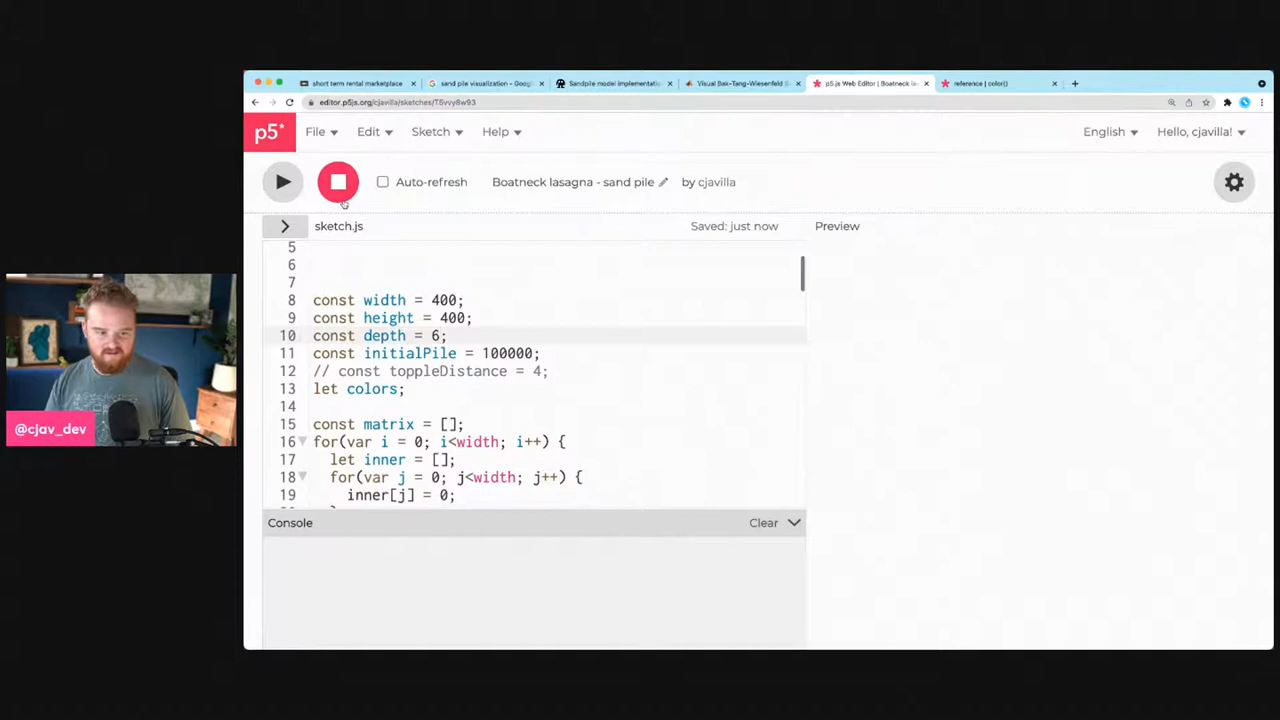 short term rental marketplace
sand pile visualization - Goog
Sandpile model implementation
Visual Bak-Tang-Wiesenfeld S
p5.js Web Editor | Boatneck la
reference | color()
editor.p5js.org/cjavilla/sketches/T5vvy8w93
p5*
File
Edit
Sketch
Help
English
Hello, cjavilla!
Auto-refresh
Boatneck lasagna - sand pile
by cjavilla
sketch.js
Saved: just now
Preview
5
6
7
8 const width = 400;
9 const height = 400;
10 const depth = 6;
11 const initialPile = 100000;
12 // const toppleDistance = 4;
13 let colors;
14
15 const matrix = [];
16 for(var i = 0; i<width; i++) {
17 let inner = [];
18 for(var j = 0; j<width; j++) {
19 inner[j] = 0;
Console
Clear
@cjav_dev